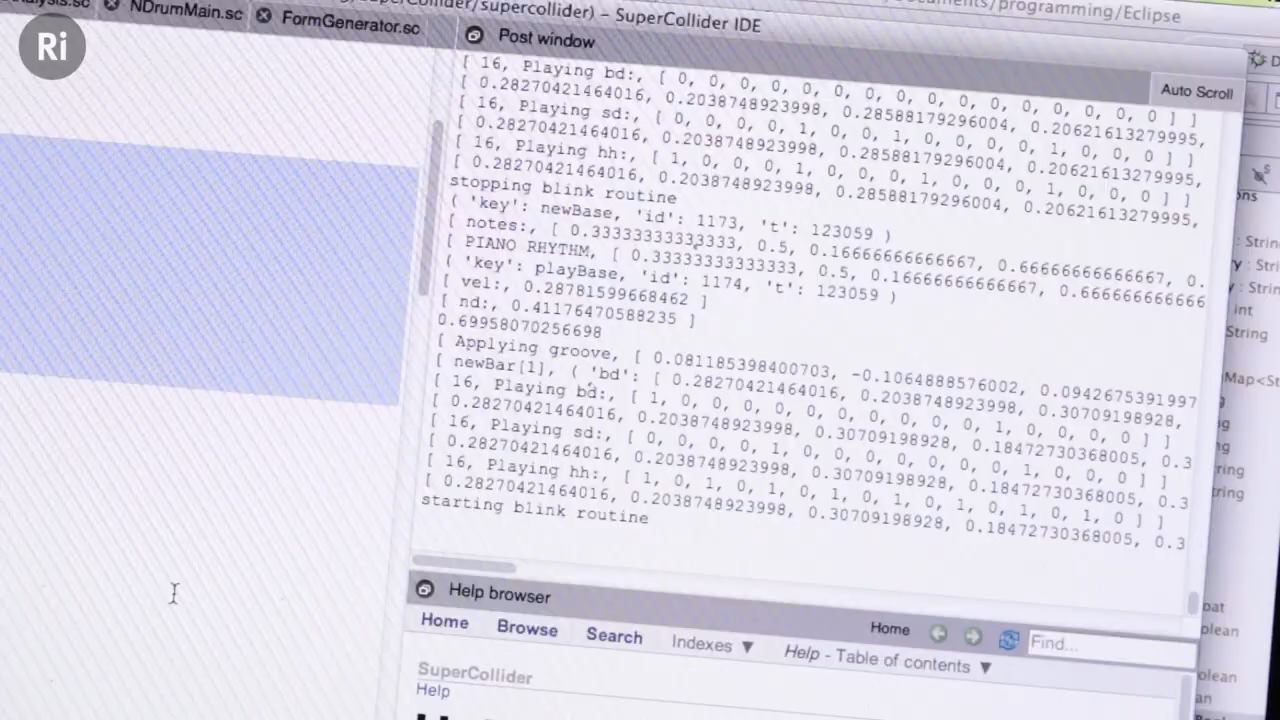 Ri
NDrumMain.sc
FormGenerator.sc
supercollider) – SuperCollider IDE
/programming/Eclipse
Post window
Auto Scroll
[ 16, Playing bd:, [ 0, 0, 0, 0, 0, 0, 0, 0, 0, 0, 0, 0, 0, 0, 0, 0 ] ]
[ 0.28270421464016, 0.2038748923998, 0.28588179296004, 0.20621613279995,
[ 16, Playing sd:, [ 0, 0, 0, 0, 1, 0, 0, 1, 0, 0, 0, 0, 1, 0, 0, 0 ] ]
[ 0.28270421464016, 0.2038748923998, 0.28588179296004, 0.20621613279995,
[ 16, Playing hh:, [ 1, 0, 0, 0, 1, 0, 0, 0, 1, 0, 0, 0, 1, 0, 0, 0 ] ]
[ 0.28270421464016, 0.2038748923998, 0.28588179296004, 0.20621613279995,
stopping blink routine
( 'key': newBase, 'id': 1173, 't': 123059 )
[ notes:, [ 0.33333333333333, 0.5, 0.16666666666667, 0.66666666666667, 0.
[ PIANO RHYTHM, [ 0.33333333333333, 0.5, 0.16666666666667, 0.666666666666
( 'key': playBase, 'id': 1174, 't': 123059 )
[ vel:, 0.28781599668462 ]
[ nd:, 0.41176470588235 ]
0.69958070256698
[ Applying groove, [ 0.081185398400703, -0.1064888576002, 0.0942675391997
[ newBar[1], ( 'bd': [ 0.28270421464016, 0.2038748923998, 0.30709198928,
[ 16, Playing bd:, [ 1, 0, 0, 0, 0, 0, 0, 0, 0, 0, 1, 0, 0, 0, 0 ] ]
[ 0.28270421464016, 0.2038748923998, 0.30709198928, 0.18472730368005, 0.3
[ 16, Playing sd:, [ 0, 0, 0, 0, 1, 0, 0, 0, 0, 0, 0, 0, 1, 0, 0, 0 ] ]
[ 0.28270421464016, 0.2038748923998, 0.30709198928, 0.18472730368005, 0.3
[ 16, Playing hh:, [ 1, 0, 1, 0, 1, 0, 1, 0, 1, 0, 1, 0, 1, 0, 1, 0 ] ]
[ 0.28270421464016, 0.2038748923998, 0.30709198928, 0.18472730368005, 0.3
starting blink routine
int
String
Help browser
Home
Find...
Home Browse Search Indexes ▼ Help - Table of contents ▼
SuperCollider
Help